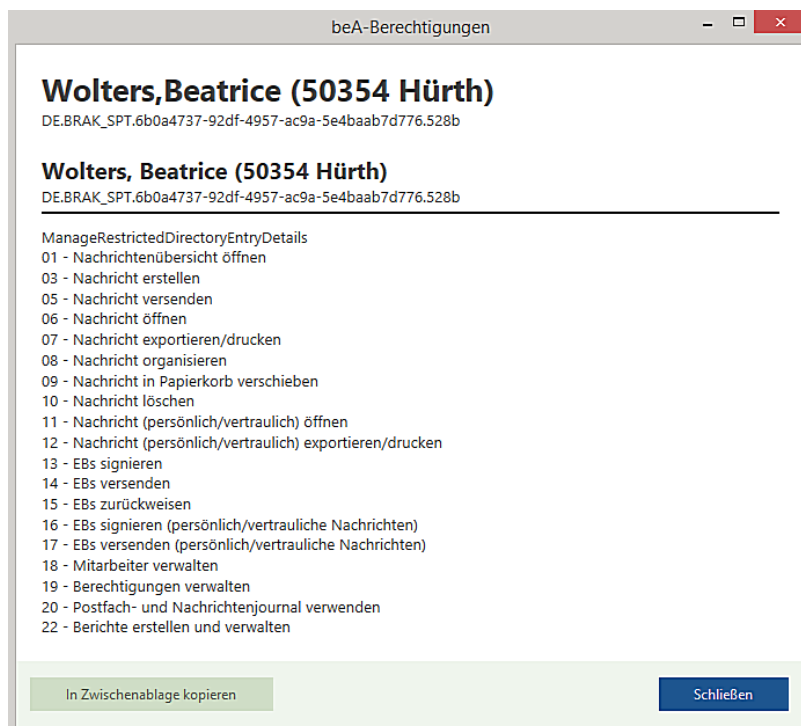 beA-Berechtigungen
Wolters,Beatrice (50354 Hürth)
DE.BRAK_SPT.6b0a4737-92df-4957-ac9a-5e4baab7d776.528b
Wolters, Beatrice (50354 Hürth)
DE.BRAK_SPT.6b0a4737-92df-4957-ac9a-5e4baab7d776.528b
ManageRestrictedDirectoryEntryDetails
01 - Nachrichtenübersicht öffnen
03 - Nachricht erstellen
05 - Nachricht versenden
06 - Nachricht öffnen
07 - Nachricht exportieren/drucken
08 - Nachricht organisieren
09 - Nachricht in Papierkorb verschieben
10 - Nachricht löschen
11 - Nachricht (persönlich/vertraulich) öffnen
12 - Nachricht (persönlich/vertraulich) exportieren/drucken
13 - EBs signieren
14 - EBs versenden
15 - EBs zurückweisen
16 - EBs signieren (persönlich/vertrauliche Nachrichten)
17 - EBs versenden (persönlich/vertrauliche Nachrichten)
18 - Mitarbeiter verwalten
19 - Berechtigungen verwalten
20 - Postfach- und Nachrichtenjournal verwenden
22 - Berichte erstellen und verwalten
In Zwischenablage kopieren
Schließen